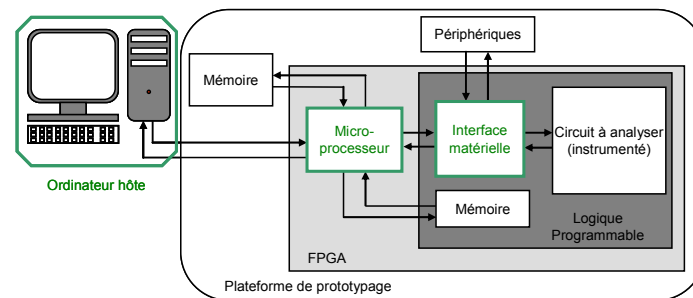 Périphériques
Mémoire
Micro-
processeur
Interface
matérielle
Circuit à analyser
(instrumenté)
Ordinateur hôte
Mémoire
Logique
Programmable
FPGA
Plateforme de prototypage